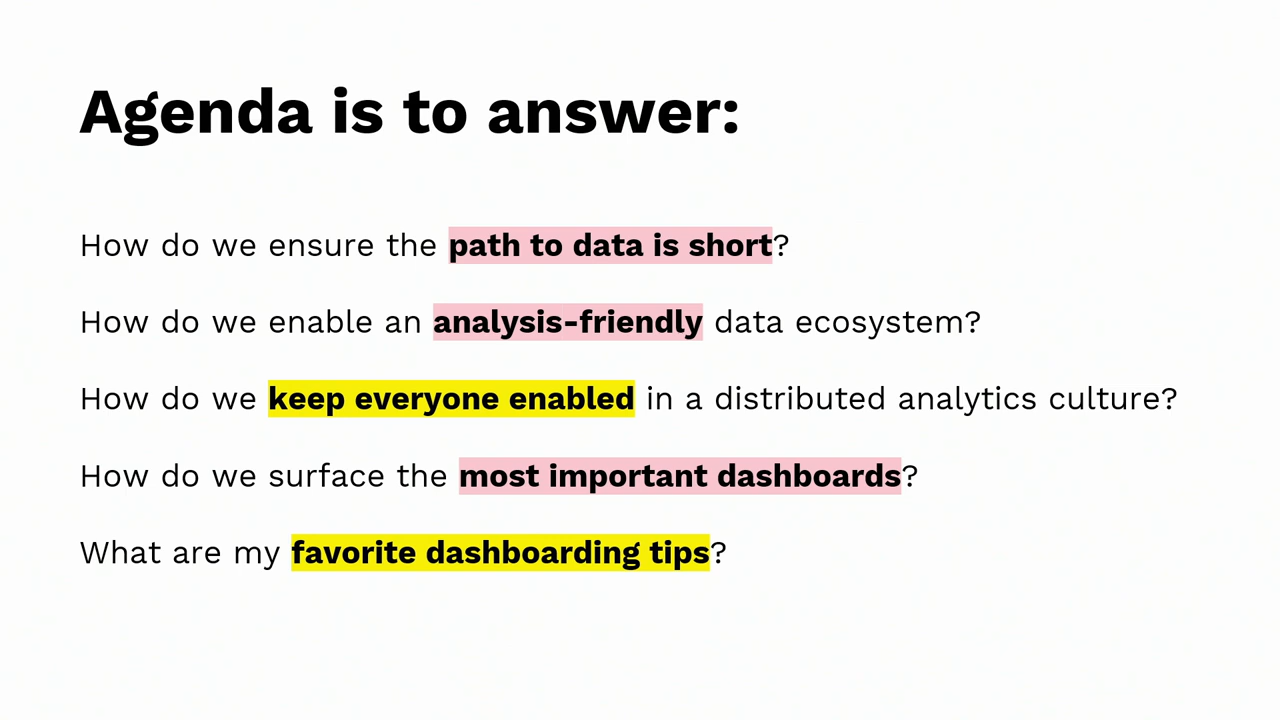 Agenda is to answer:
How do we ensure the path to data is short?
How do we enable an analysis-friendly data ecosystem?
How do we keep everyone enabled in a distributed analytics culture?
How do we surface the most important dashboards?
What are my favorite dashboarding tips?